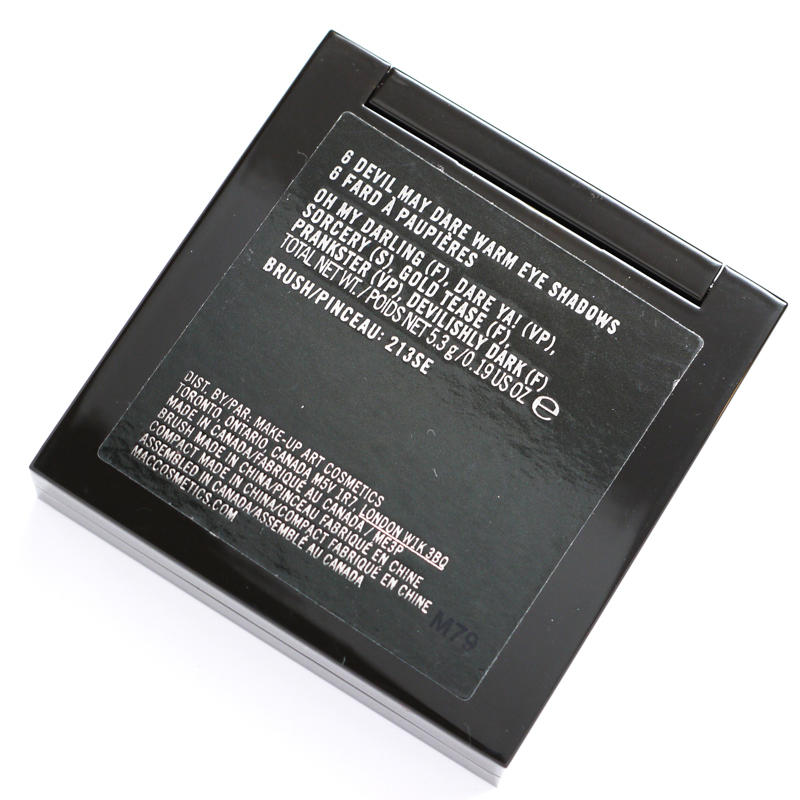 6 DEVIL MAY DARE WARM EYE SHADOWS
6 FARD À PAUPIÈRES
OH MY DARLING (F), DARE YA! (VP),
SORCERY (S), GOLD TEASE (F),
PRANKSTER (VP), DEVILISHLY DARK (F)
TOTAL NET WT. / POIDS NET 5.3 g / 0.19 US OZ ℮
BRUSH/PINCEAU: 213SE
DIST. BY/PAR. MAKE-UP ART COSMETICS
TORONTO ONTARIO CANADA M5V 1R7 LONDON W1K 3BQ
MADE IN CANADA/FABRIQUÉ AU CANADA / ME3P
BRUSH MADE IN CHINA/PINCEAU FABRIQUÉ EN CHINE
COMPACT MADE IN CHINA/COMPACT FABRIQUÉ EN CHINE
ASSEMBLED IN CANADA/ASSEMBLÉ AU CANADA
MACCOSMETICS.COM
M79